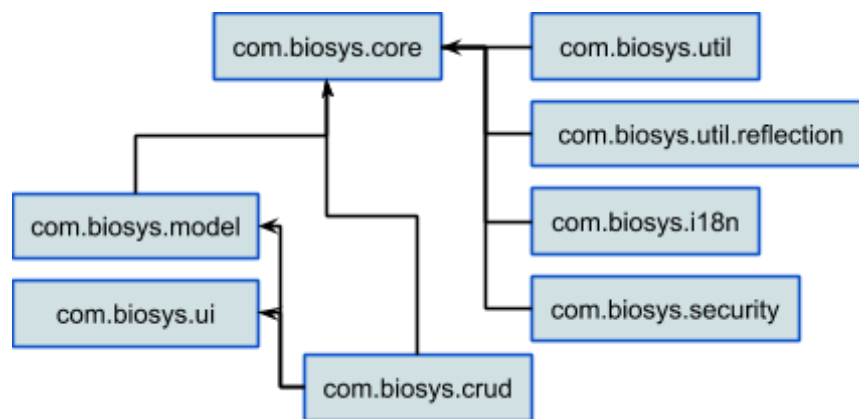 com.biosys.core
com.biosys.util
com.biosys.util.reflection
com.biosys.model
com.biosys.i18n
com.biosys.ui
com.biosys.security
com.biosys.crud